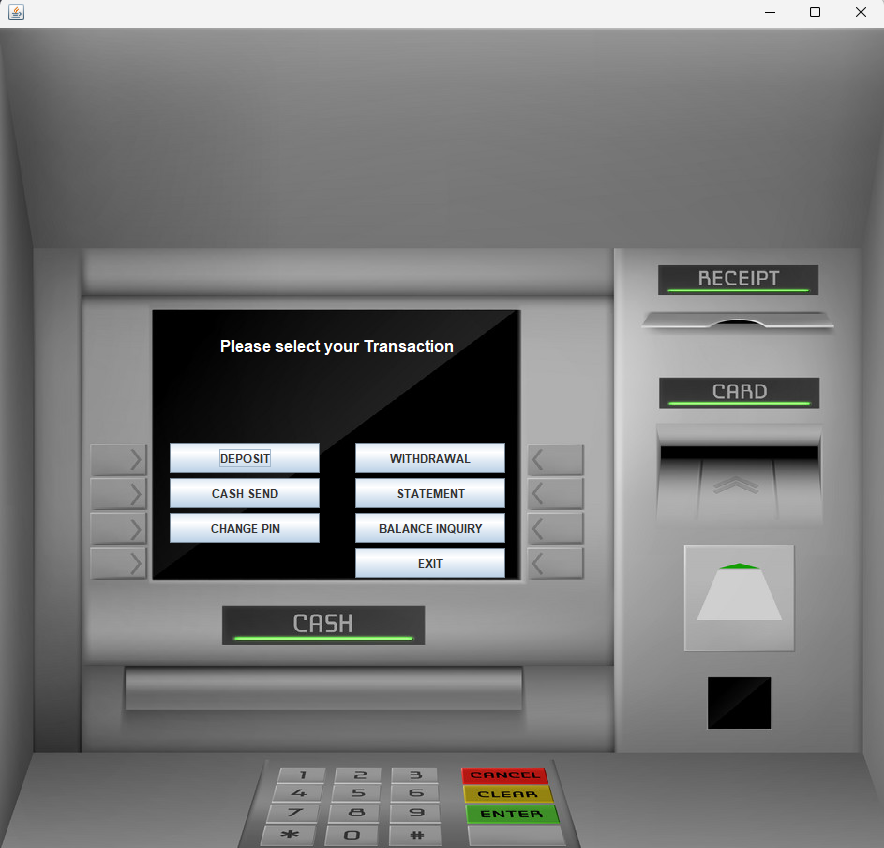 RECEIPT
Please select your Transaction
CARD
DEPOSIT WITHDRAWAL
CASH SEND STATEMENT
CHANGE PIN BALANCE INQUIRY
EXIT
CASH
1 2 3 CANCEL
4 5 6 CLEAR
7 8 9 ENTER
* 0 #